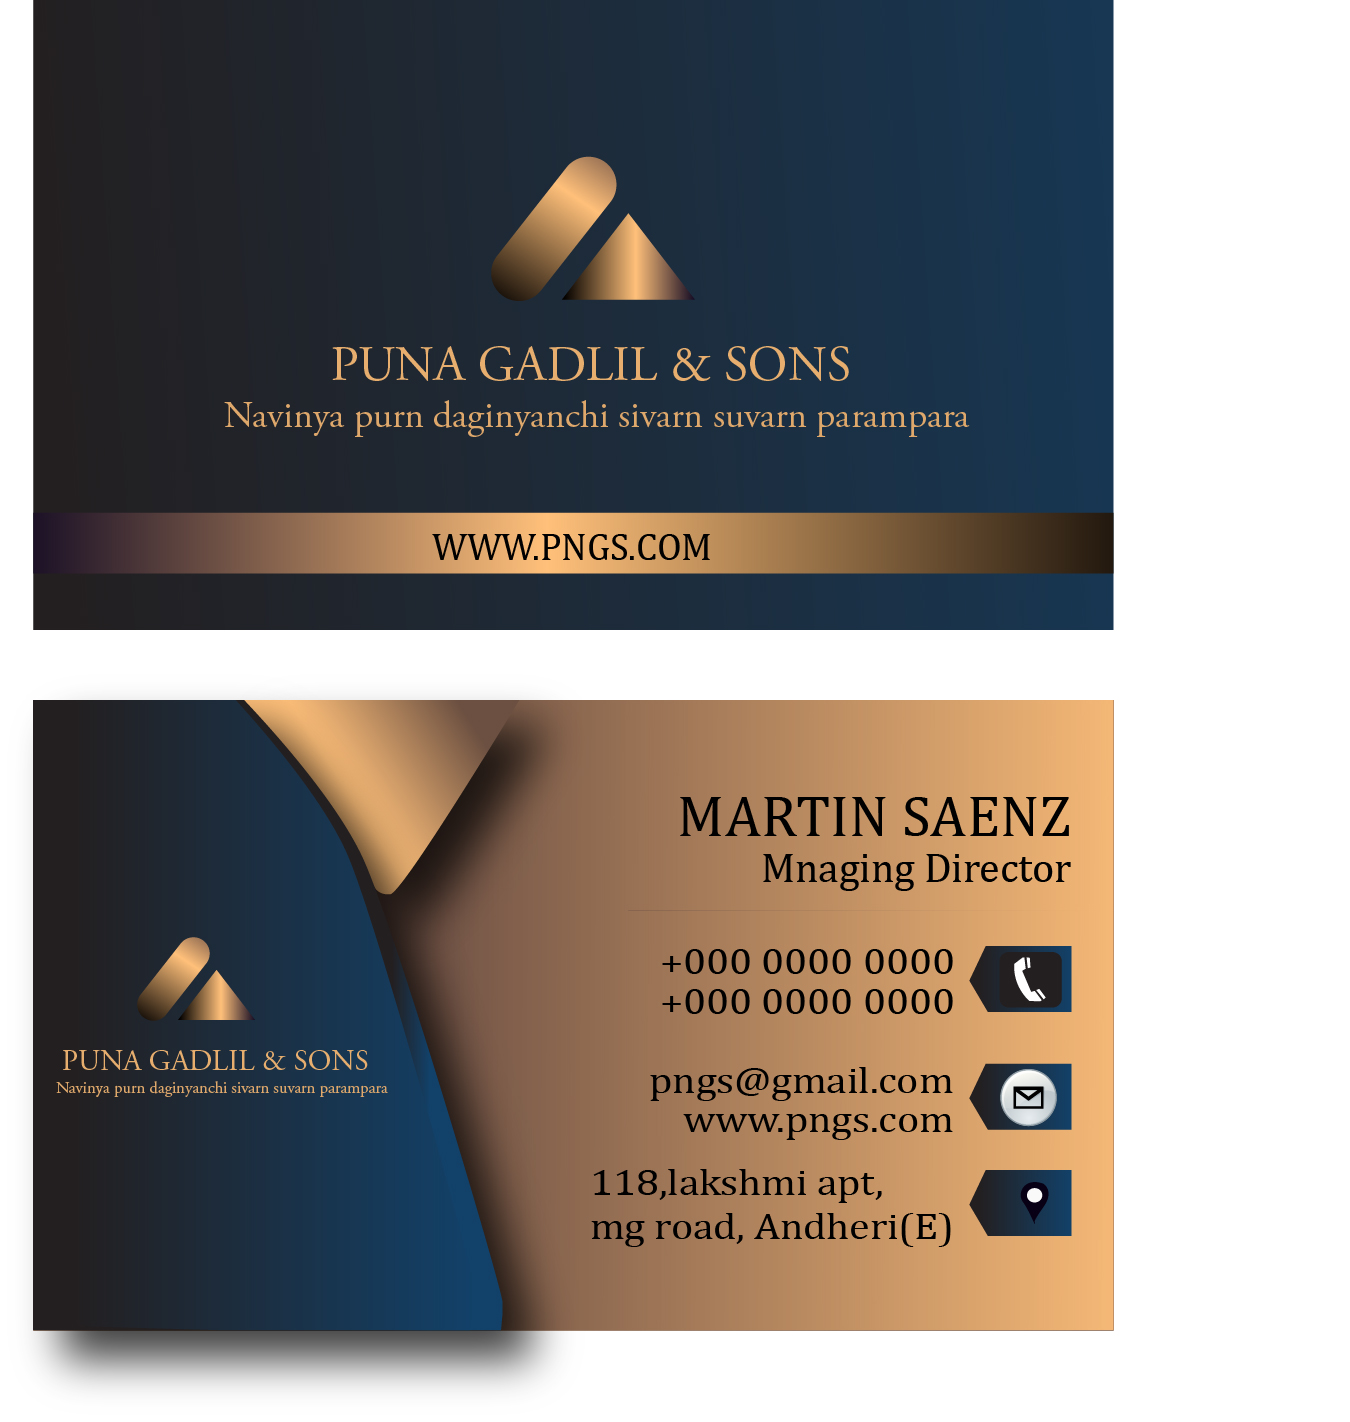 PUNA GADLIL & SONS
Navinya purn daginyanchi sivarn suvarn parampara
WWW.PNGS.COM
MARTIN SAENZ
Mnaging Director
+000 0000 0000
+000 0000 0000
PUNA GADLIL & SONS
Navinya purn daginyanchi sivarn suvarn parampara
pngs@gmail.com
www.pngs.com
118,lakshmi apt,
mg road, Andheri(E)